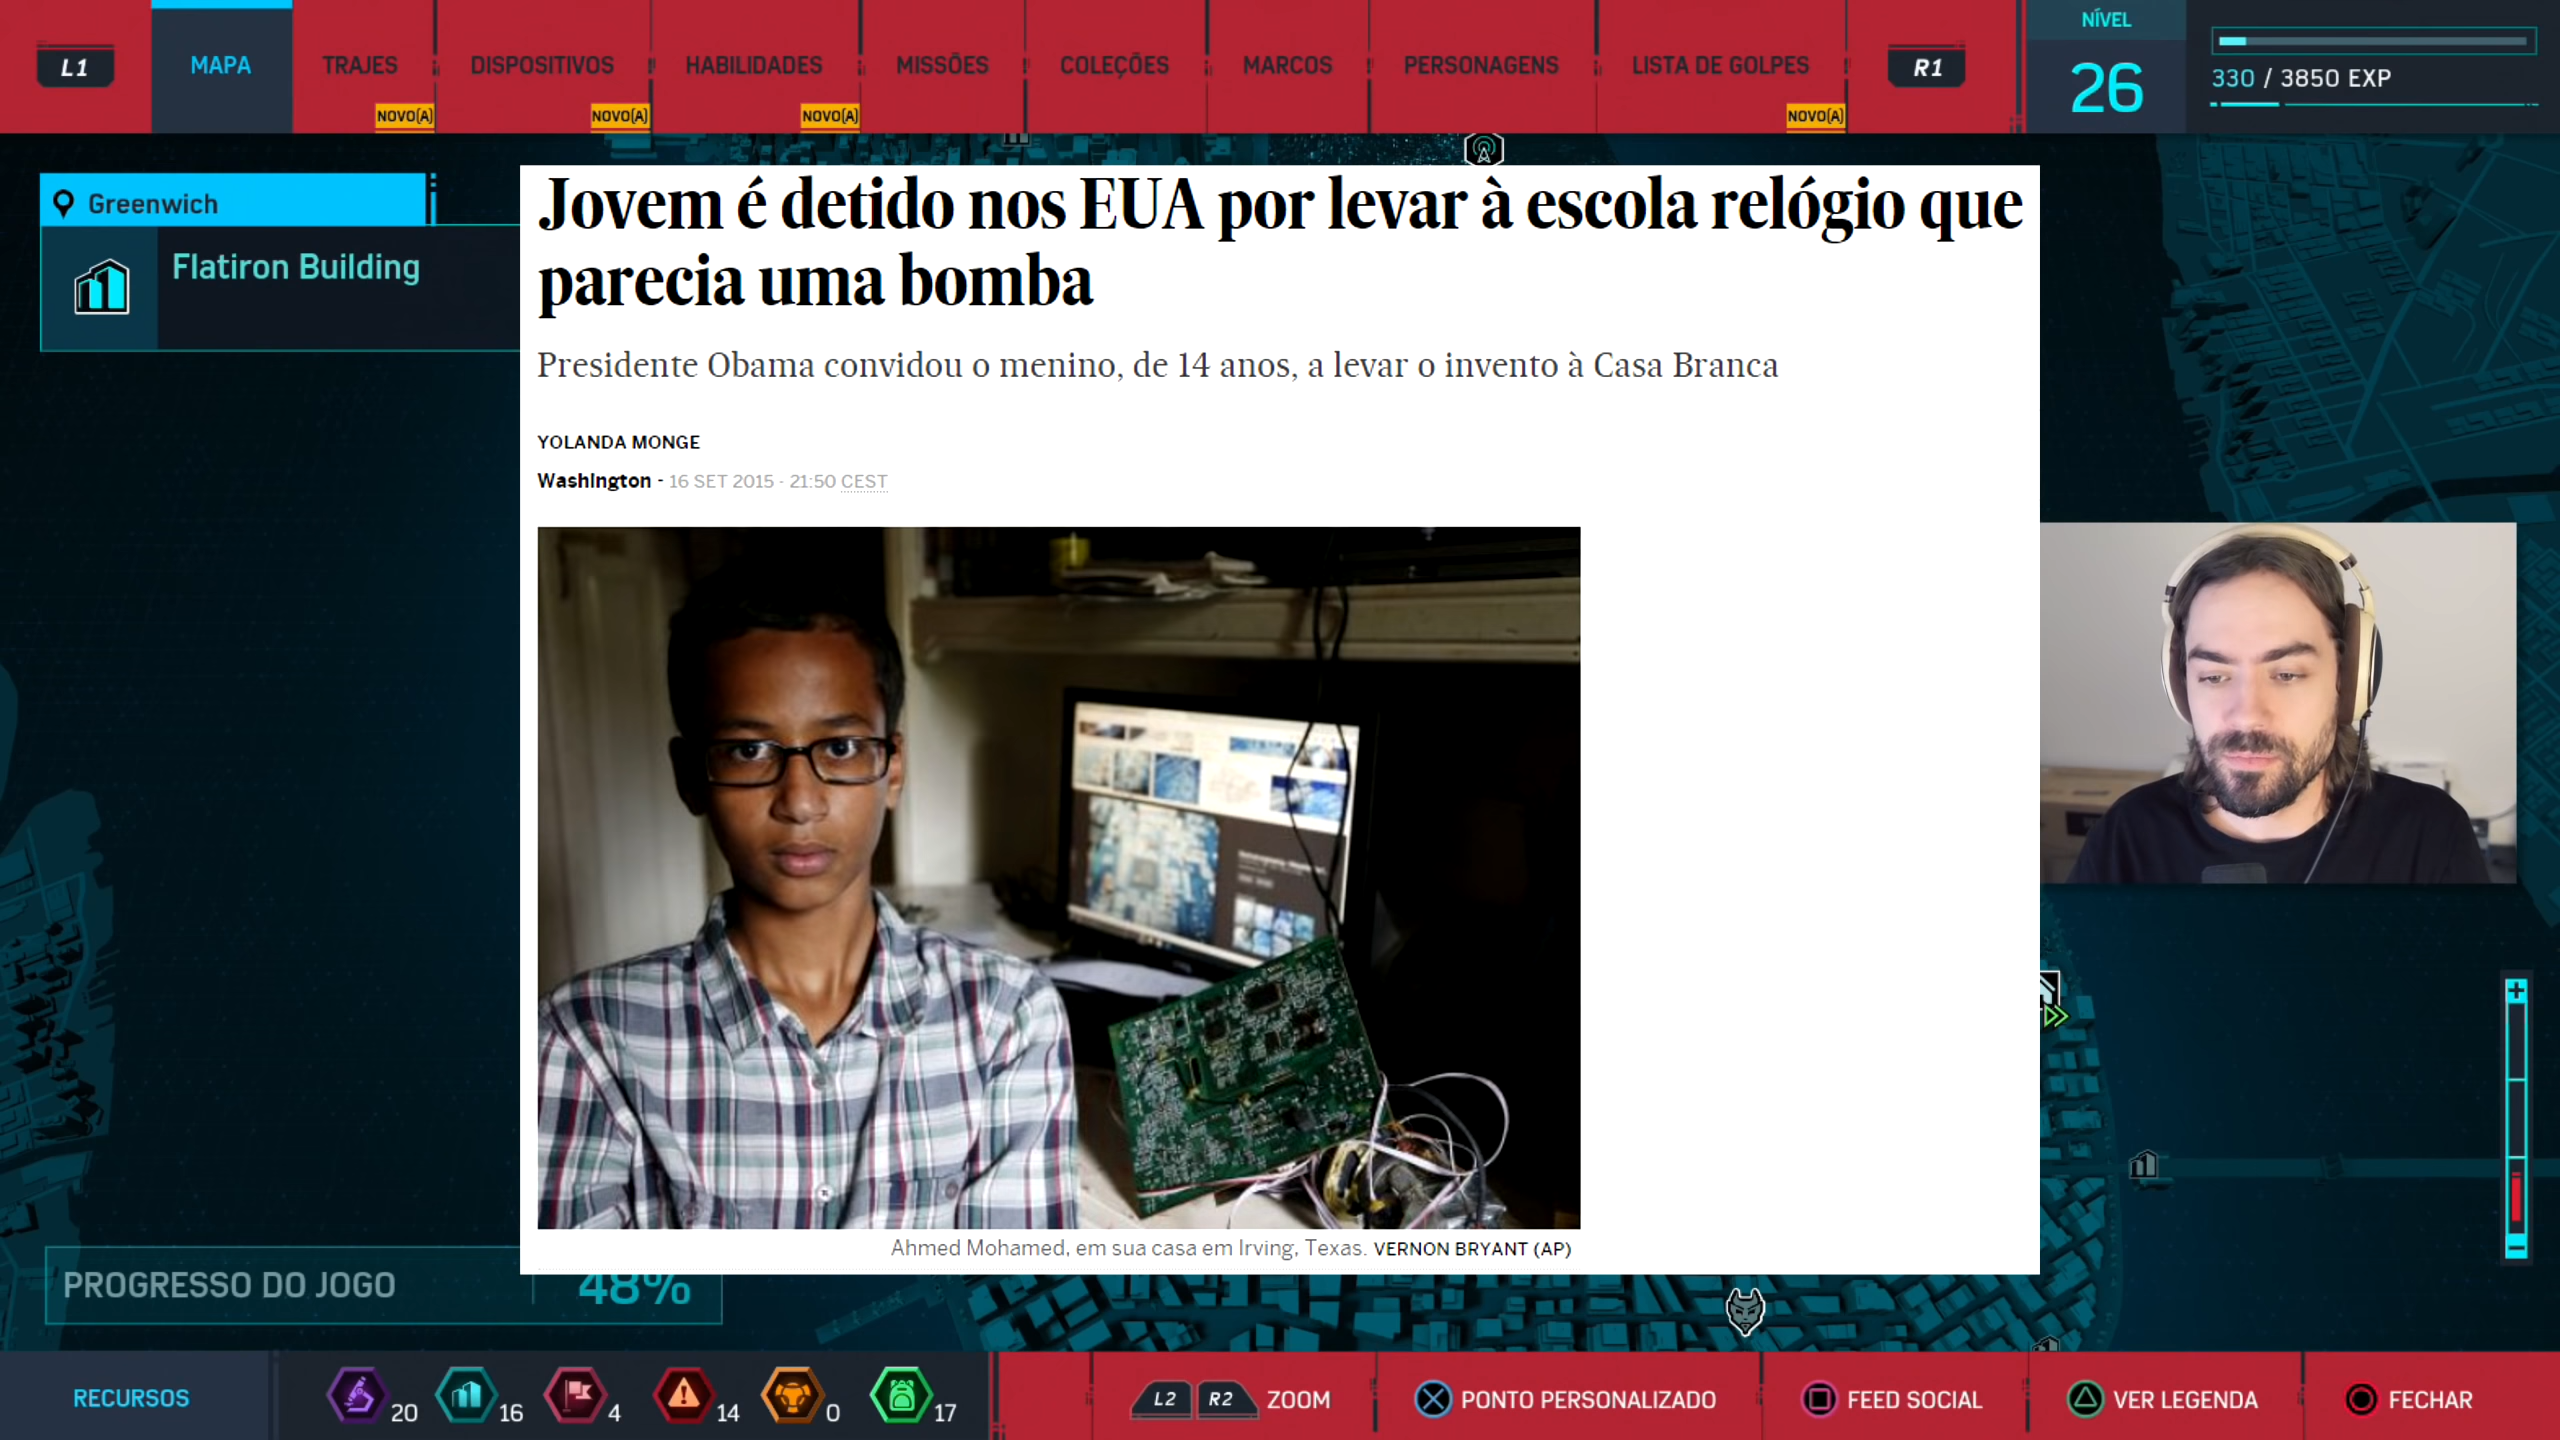 L1
MAPA
TRAJES
DISPOSITIVOS
HABILIDADES
MISSÕES
COLEÇÕES
MARCOS
PERSONAGENS
LISTA DE GOLPES
R1
NOVO(A)
NOVO(A)
NOVO(A)
NOVO(A)
NÍVEL
26
330 / 3850 EXP
Greenwich
Flatiron Building
Jovem é detido nos EUA por levar à escola relógio que
parecia uma bomba
Presidente Obama convidou o menino, de 14 anos, a levar o invento à Casa Branca
YOLANDA MONGE
Washington - 16 SET 2015 - 21:50 CEST
Ahmed Mohamed, em sua casa em Irving, Texas. VERNON BRYANT (AP)
PROGRESSO DO JOGO 48%
RECURSOS
20
16
4
14
0
17
L2 R2 ZOOM
PONTO PERSONALIZADO
FEED SOCIAL
VER LEGENDA
FECHAR